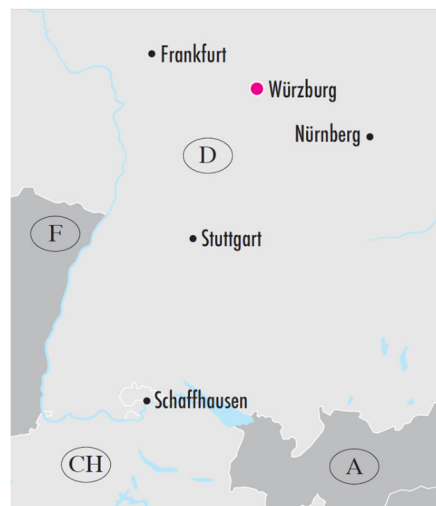 Frankfurt
Würzburg
Nürnberg
D
F
Stuttgart
Schaffhausen
CH
A